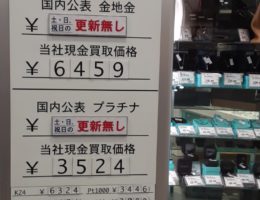 国内公表 金地金
¥ 土・日、祝日の 更新無し
当社現金買取価格
¥ 6459
国内公表 プラチナ
¥ 土・日、祝日の 更新無し
当社現金買取価格
¥ 3524
K24 ¥ 6324 Pt1000 ¥ 3446